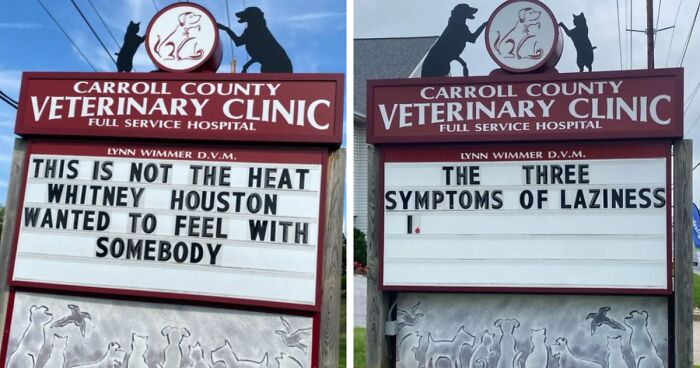 CARROLL COUNTY
VETERINARY CLINIC
FULL SERVICE HOSPITAL
LYNN WIMMER D.V.M.
THIS IS NOT THE HEAT
WHITNEY HOUSTON
WANTED TO FEEL WITH
SOMEBODY
CARROLL COUNTY
VETERINARY CLINIC
FULL SERVICE HOSPITAL
LYNN WIMMER D.V.M.
THE THREE
SYMPTOMS OF LAZINESS
1.